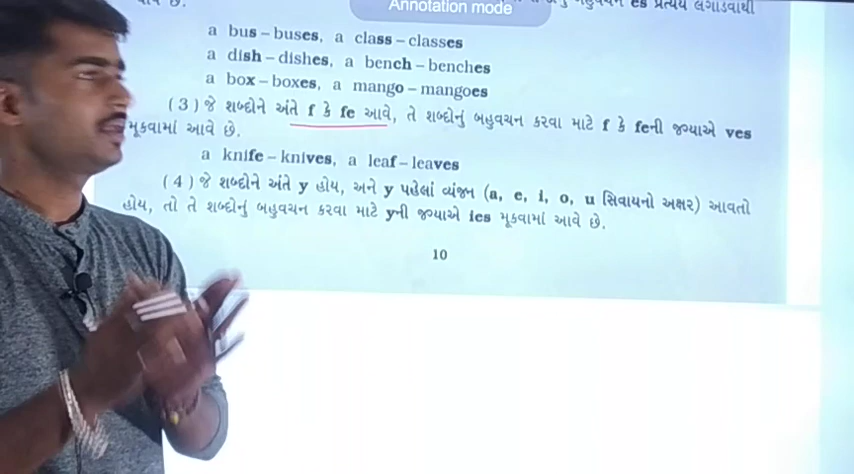 Annotation mode
es પ્રત્યય લગાડવાથી
a bus – buses, a class – classes
a dish – dishes, a bench – benches
a box – boxes, a mango – mangoes
( 3 ) જે શબ્દોને અંતે f કે fe આવે, તે શબ્દોનું બહુવચન કરવા માટે f કે feની જગ્યાએ ves
મૂકવામાં આવે છે.
a knife – knives, a leaf – leaves
( 4 ) જે શબ્દોને અંતે y હોય, અને y પહેલાં વ્યંજન (a, e, i, o, u સિવાયનો અક્ષર) આવતો
હોય, તો તે શબ્દોનું બહુવચન કરવા માટે yની જગ્યાએ ies મૂકવામાં આવે છે.
10